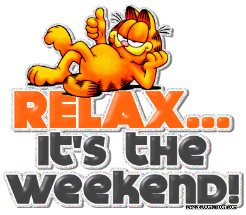 RELAX...
It's the
Weekend!